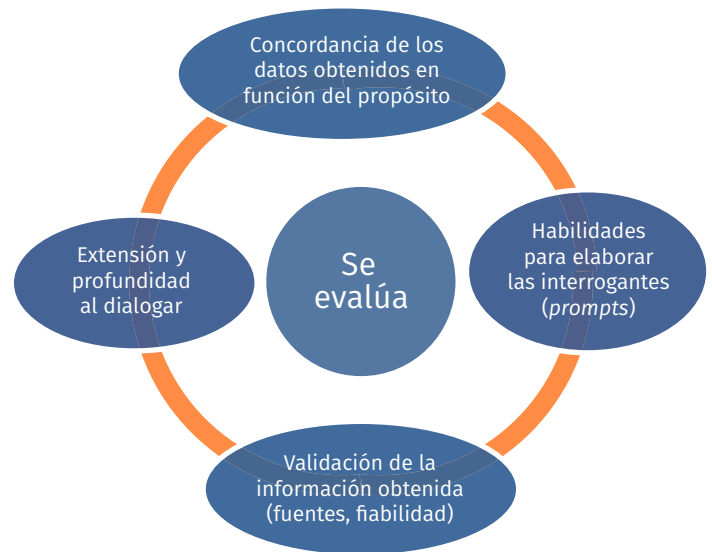 Concordancia de los
datos obtenidos en
función del propósito
Extensión y
profundidad
al dialogar
Se
evalúa
Habilidades
para elaborar
las interrogantes
(prompts)
Validación de la
información obtenida
(fuentes, fiabilidad)